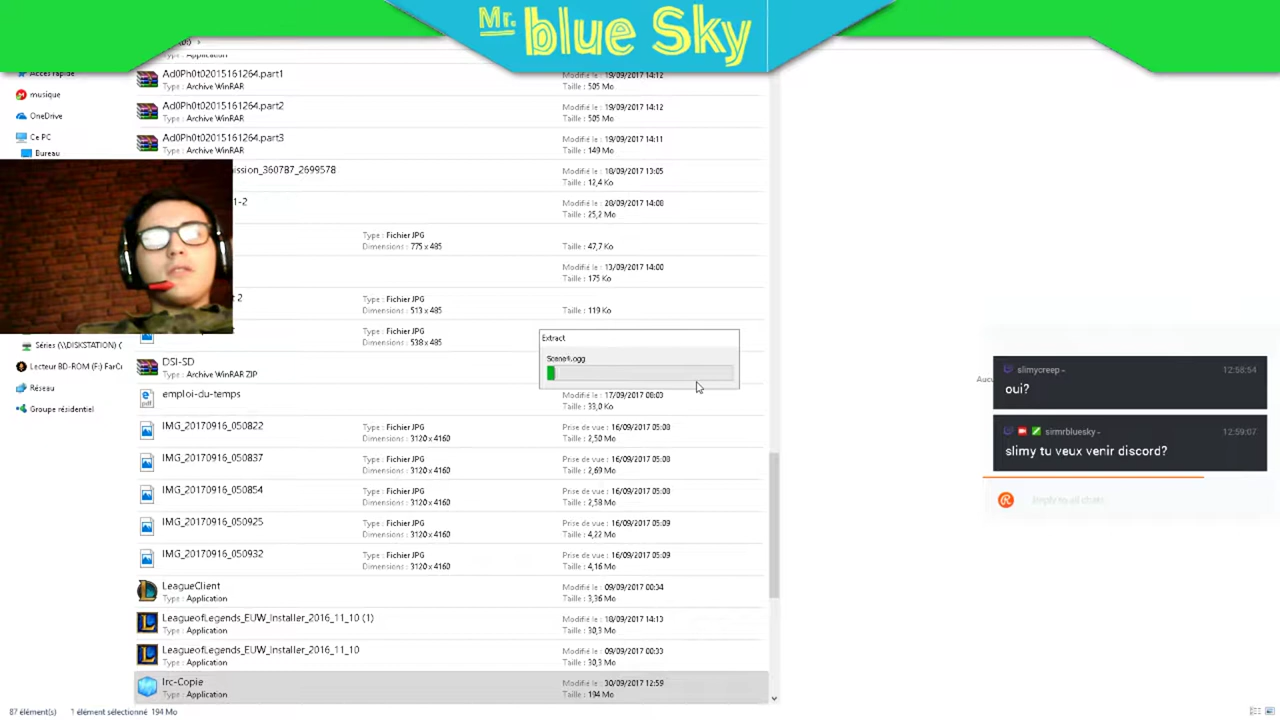 Mr. blue Sky
Type : Application
Accès rapide
musique
OneDrive
Ce PC
Bureau
Séries (\\DISKSTATION) (
Lecteur BD-ROM (F:) FarC
Réseau
Groupe résidentiel
Ad0Ph0t02015161264.part1
Archive WinRAR
19/09/2017 14:12
Taille : 505 Mo
Ad0Ph0t02015161264.part2
Archive WinRAR
Modifié le : 19/09/2017 14:12
Taille : 505 Mo
Ad0Ph0t02015161264.part3
Archive WinRAR
Modifié le : 19/09/2017 14:11
Taille : 149 Mo
ission_360787_2699578
Modifié le : 18/09/2017 13:05
Taille : 12,4 Ko
1-2
Modifié le : 28/09/2017 14:08
Taille : 25,2 Mo
Type : Fichier JPG
Dimensions : 775 x 485
Taille : 47,7 Ko
Modifié le : 13/09/2017 14:00
Taille : 175 Ko
2
Type : Fichier JPG
Dimensions : 513 x 485
Taille : 119 Ko
Type : Fichier JPG
Dimensions : 538 x 485
Extract
Scene4.ogg
DSI-SD
Archive WinRAR ZIP
emploi-du-temps
Modifié le : 17/09/2017 08:03
Taille : 33,0 Ko
IMG_20170916_050822
Type : Fichier JPG
Dimensions : 3120 x 4160
Prise de vue : 16/09/2017 05:08
Taille : 2,50 Mo
IMG_20170916_050837
Type : Fichier JPG
Dimensions : 3120 x 4160
Prise de vue : 16/09/2017 05:08
Taille : 2,69 Mo
IMG_20170916_050854
Type : Fichier JPG
Dimensions : 3120 x 4160
Prise de vue : 16/09/2017 05:08
Taille : 2,58 Mo
IMG_20170916_050925
Type : Fichier JPG
Dimensions : 3120 x 4160
Prise de vue : 16/09/2017 05:09
Taille : 4,22 Mo
IMG_20170916_050932
Type : Fichier JPG
Dimensions : 3120 x 4160
Prise de vue : 16/09/2017 05:09
Taille : 4,16 Mo
LeagueClient
Type : Application
Modifié le : 09/09/2017 00:34
Taille : 3,36 Mo
LeagueofLegends_EUW_Installer_2016_11_10 (1)
Type : Application
Modifié le : 18/09/2017 14:13
Taille : 30,3 Mo
LeagueofLegends_EUW_Installer_2016_11_10
Type : Application
Modifié le : 09/09/2017 00:33
Taille : 30,3 Mo
lrc-Copie
Type : Application
Modifié le : 30/09/2017 12:59
Taille : 194 Mo
87 élément(s) 1 élément sélectionné 194 Mo
Aucu
slimycreep -
12:58:54
oui?
sirmrbluesky -
12:59:07
slimy tu veux venir discord?
Reply to all chats